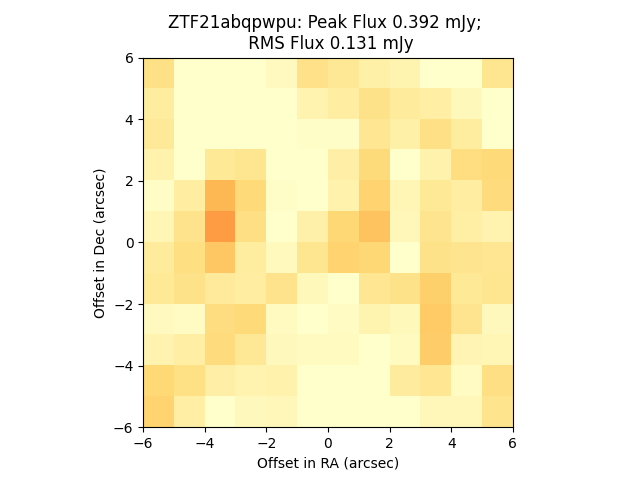 ZTF21abqpwpu: Peak Flux 0.392 mJy;
RMS Flux 0.131 mJy
6
4
2
0
−2
−4
−6
Offset in Dec (arcsec)
−6 −4 −2 0 2 4 6
Offset in RA (arcsec)